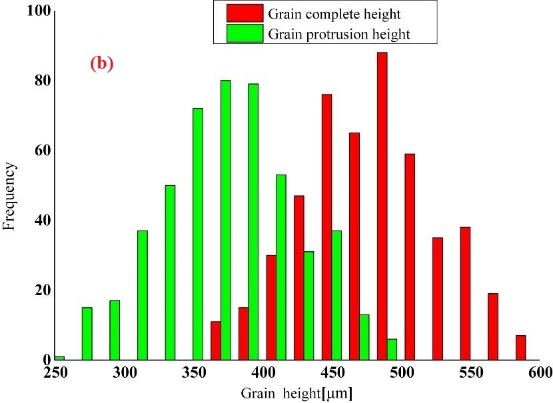 Grain complete height
Grain protrusion height
(b)
100
80
60
40
20
0
Frequency
250 300 350 400 450 500 550 600
Grain height[μm]